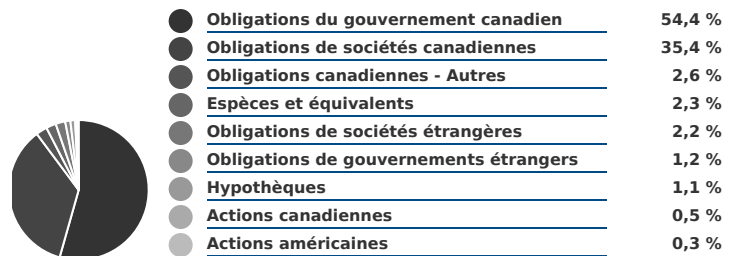 Obligations du gouvernement canadien 54,4 %
Obligations de sociétés canadiennes 35,4 %
Obligations canadiennes - Autres 2,6 %
Espèces et équivalents 2,3 %
Obligations de sociétés étrangères 2,2 %
Obligations de gouvernements étrangers 1,2 %
Hypothèques 1,1 %
Actions canadiennes 0,5 %
Actions américaines 0,3 %